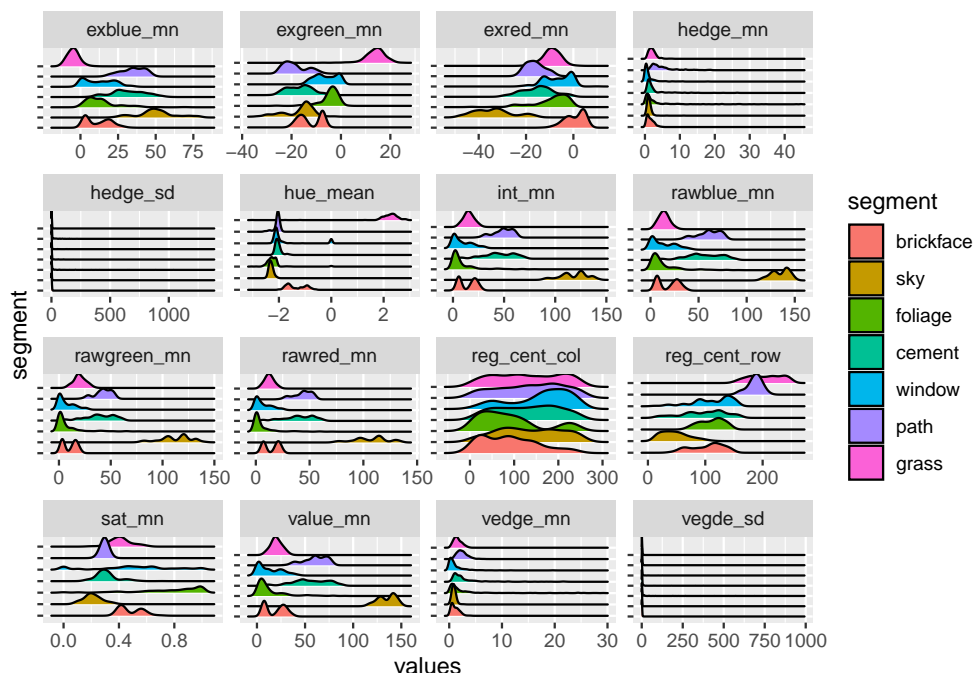 exblue_mn exgreen_mn exred_mn hedge_mn
0 25 50 75 −40 −20 0 −40 −20 0 0 10 20 30 40
hedge_sd hue_mean int_mn rawblue_mn
0 500 1000 −2 0 2 0 50 100 150 0 50 100 150
rawgreen_mn rawred_mn reg_cent_col reg_cent_row
0 50 100 150 0 50 100 150 0 100 200 300 0 100 200
sat_mn value_mn vedge_mn vegde_sd
0.0 0.4 0.8 0 50 100 150 0 10 20 30 0 250 500 750 1000
values
segment
segment
brickface
sky
foliage
cement
window
path
grass